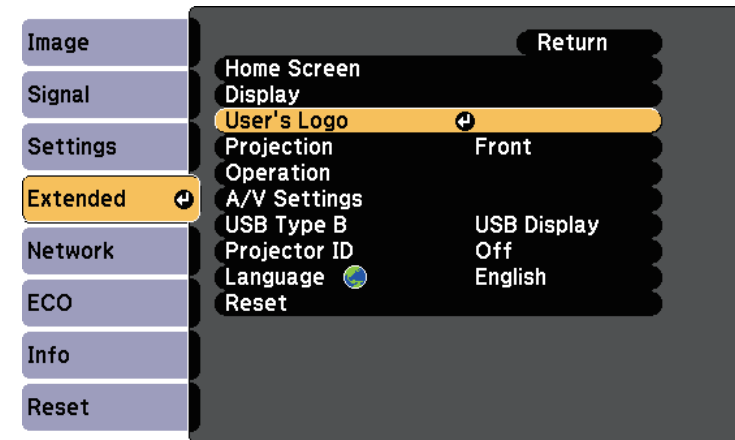 Image
Signal
Settings
Extended
Network
ECO
Info
Reset
Return
Home Screen
Display
User's Logo
Projection Front
Operation
A/V Settings
USB Type B USB Display
Projector ID Off
Language English
Reset